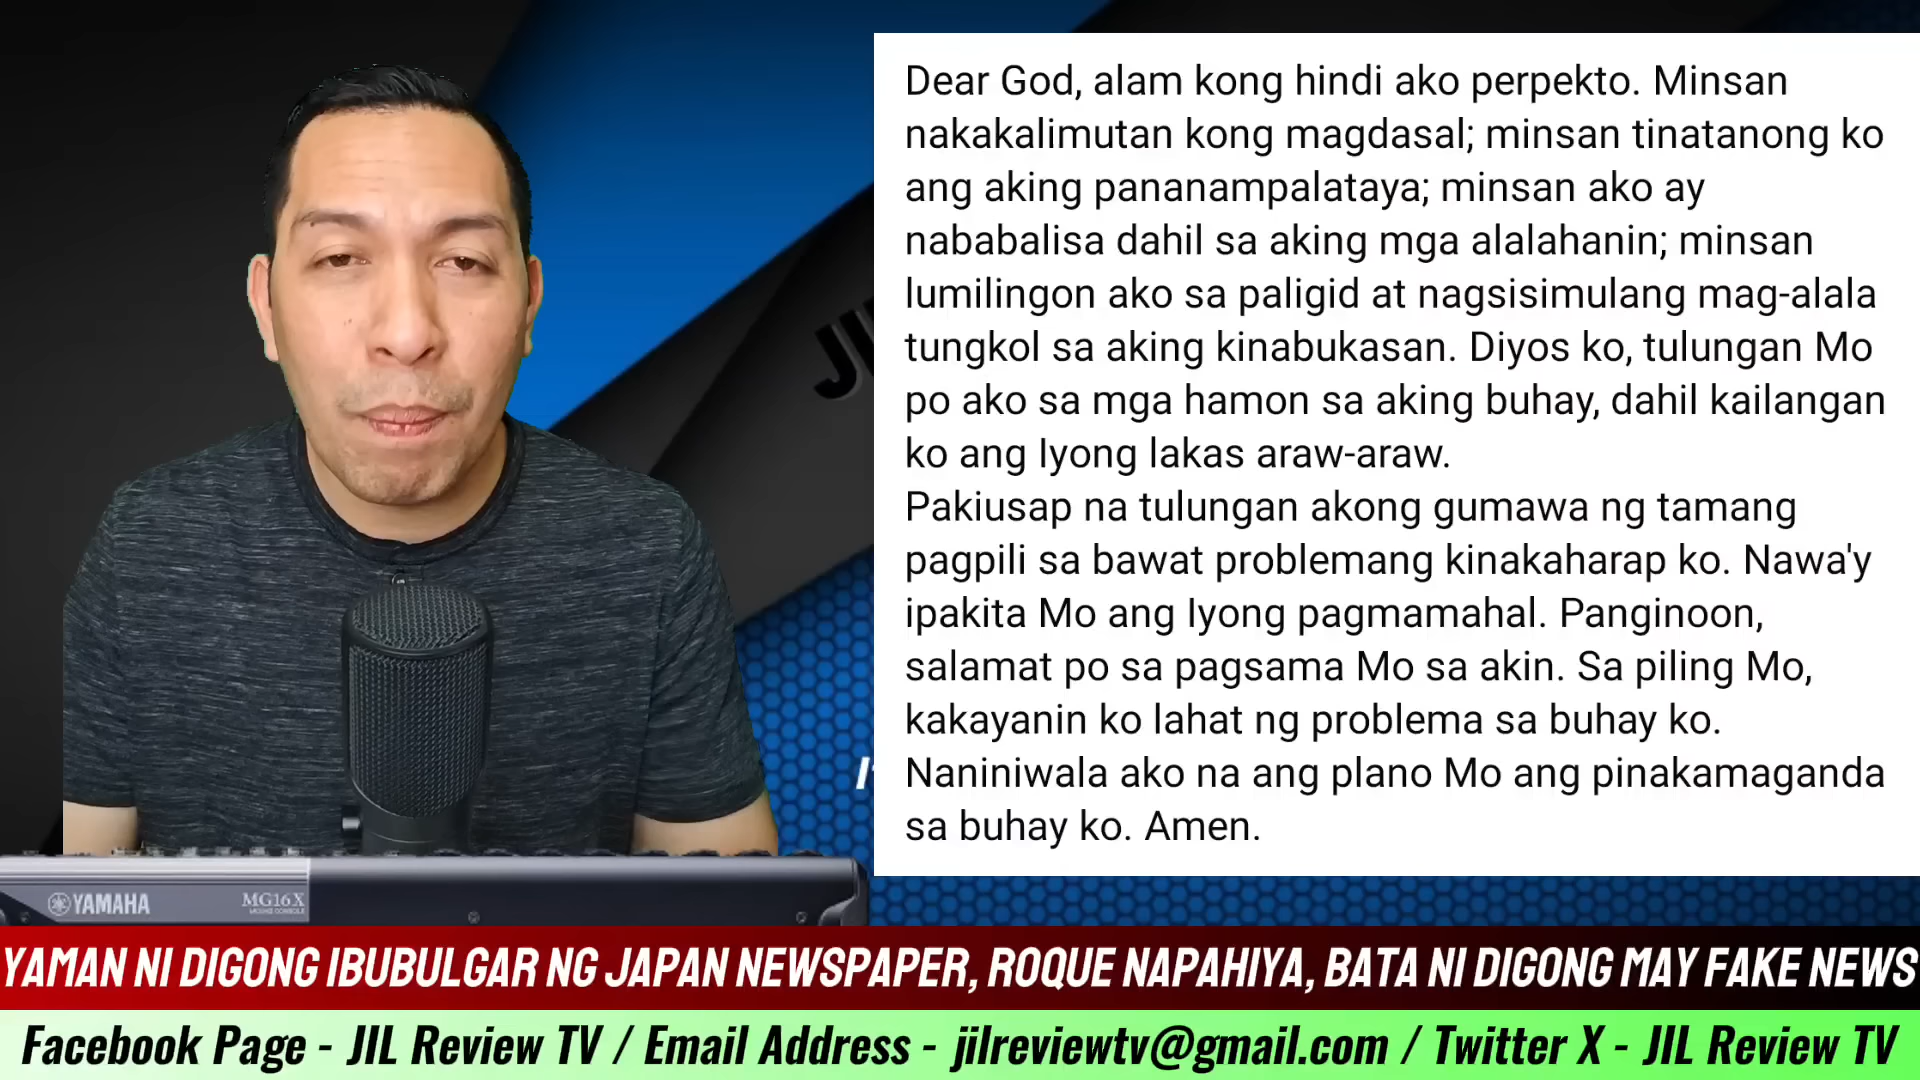 Dear God, alam kong hindi ako perpekto. Minsan
nakakalimutan kong magdasal; minsan tinatanong ko
ang aking pananampalataya; minsan ako ay
nababalisa dahil sa aking mga alalahanin; minsan
lumilingon ako sa paligid at nagsisimulang mag-alala
tungkol sa aking kinabukasan. Diyos ko, tulungan Mo
po ako sa mga hamon sa aking buhay, dahil kailangan
ko ang Iyong lakas araw-araw.
Pakiusap na tulungan akong gumawa ng tamang
pagpili sa bawat problemang kinakaharap ko. Nawa'y
ipakita Mo ang Iyong pagmamahal. Panginoon,
salamat po sa pagsama Mo sa akin. Sa piling Mo,
kakayanin ko lahat ng problema sa buhay ko.
Naniniwala ako na ang plano Mo ang pinakamaganda
sa buhay ko. Amen.
YAMAHA
MG16X
MIXING CONSOLE
YAMAN NI DIGONG IBUBULGAR NG JAPAN NEWSPAPER, ROQUE NAPAHIYA, BATA NI DIGONG MAY FAKE NEWS
Facebook Page - JIL Review TV / Email Address - jilreviewtv@gmail.com / Twitter X - JIL Review TV